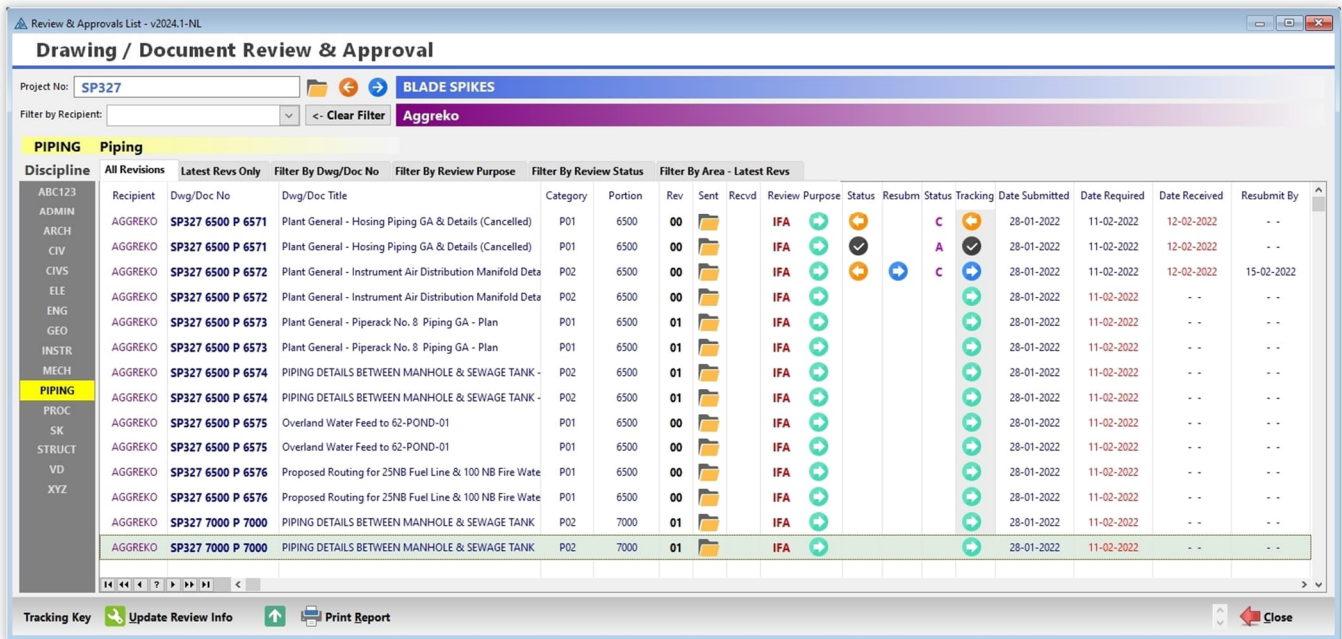 Review & Approvals List - v2024.1-NL
Drawing / Document Review & Approval
Project No: SP327 BLADE SPIKES
Filter by Recipient: <- Clear Filter Aggreko
PIPING Piping
Discipline All Revisions Latest Revs Only Filter By Dwg/Doc No Filter By Review Purpose Filter By Review Status Filter By Area - Latest Revs
ABC123
ADMIN
ARCH
CIV
CIVS
ELE
ENG
GEO
INSTR
MECH
PIPING
PROC
SK
STRUCT
VD
XYZ
Recipient Dwg/Doc No Dwg/Doc Title Category Portion Rev Sent Recvd Review Purpose Status Resubm Status Tracking Date Submitted Date Required Date Received Resubmit By
AGGREKO SP327 6500 P 6571 Plant General - Hosing Piping GA & Details (Cancelled) P01 6500 00 IFA C 28-01-2022 11-02-2022 12-02-2022 - -
AGGREKO SP327 6500 P 6571 Plant General - Hosing Piping GA & Details (Cancelled) P01 6500 00 IFA A 28-01-2022 11-02-2022 12-02-2022 - -
AGGREKO SP327 6500 P 6572 Plant General - Instrument Air Distribution Manifold Deta P02 6500 00 IFA C 28-01-2022 11-02-2022 12-02-2022 15-02-2022
AGGREKO SP327 6500 P 6572 Plant General - Instrument Air Distribution Manifold Deta P02 6500 00 IFA 28-01-2022 11-02-2022 - - - -
AGGREKO SP327 6500 P 6573 Plant General - Piperack No. 8 Piping GA - Plan P01 6500 01 IFA 28-01-2022 11-02-2022 - - - -
AGGREKO SP327 6500 P 6573 Plant General - Piperack No. 8 Piping GA - Plan P01 6500 01 IFA 28-01-2022 11-02-2022 - - - -
AGGREKO SP327 6500 P 6574 PIPING DETAILS BETWEEN MANHOLE & SEWAGE TANK - P02 6500 01 IFA 28-01-2022 11-02-2022 - - - -
AGGREKO SP327 6500 P 6574 PIPING DETAILS BETWEEN MANHOLE & SEWAGE TANK - P02 6500 01 IFA 28-01-2022 11-02-2022 - - - -
AGGREKO SP327 6500 P 6575 Overland Water Feed to 62-POND-01 P01 6500 00 IFA 28-01-2022 11-02-2022 - - - -
AGGREKO SP327 6500 P 6575 Overland Water Feed to 62-POND-01 P01 6500 00 IFA 28-01-2022 11-02-2022 - - - -
AGGREKO SP327 6500 P 6576 Proposed Routing for 25NB Fuel Line & 100 NB Fire Wate P01 6500 00 IFA 28-01-2022 11-02-2022 - - - -
AGGREKO SP327 6500 P 6576 Proposed Routing for 25NB Fuel Line & 100 NB Fire Wate P01 6500 00 IFA 28-01-2022 11-02-2022 - - - -
AGGREKO SP327 7000 P 7000 PIPING DETAILS BETWEEN MANHOLE & SEWAGE TANK P02 7000 01 IFA 28-01-2022 11-02-2022 - - - -
AGGREKO SP327 7000 P 7000 PIPING DETAILS BETWEEN MANHOLE & SEWAGE TANK P02 7000 01 IFA 28-01-2022 11-02-2022 - - - -
?
Tracking Key Update Review Info Print Report Close